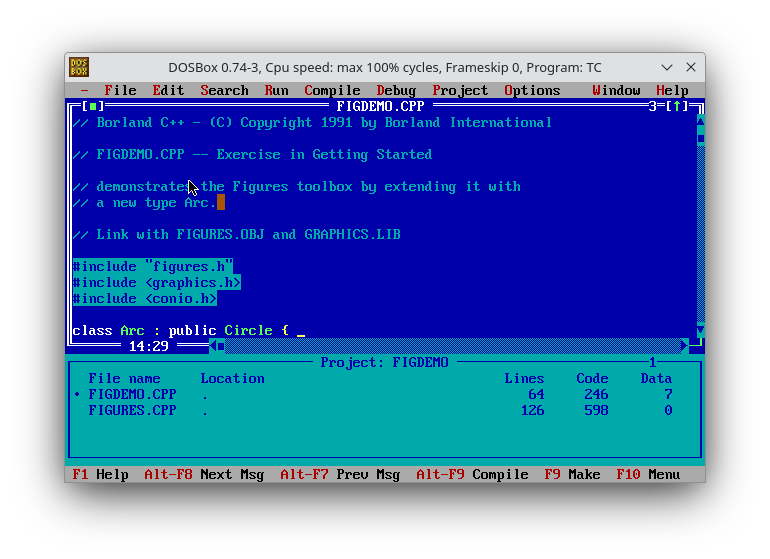 DOS BOX
DOSBox 0.74-3, Cpu speed: max 100% cycles, Frameskip 0, Program: TC
- File Edit Search Run Compile Debug Project Options Window Help
[■] FIGDEMO.CPP 3=[↑]
// Borland C++ - (C) Copyright 1991 by Borland International
// FIGDEMO.CPP -- Exercise in Getting Started
// demonstrates the Figures toolbox by extending it with
// a new type Arc.
// Link with FIGURES.OBJ and GRAPHICS.LIB
#include "figures.h"
#include <graphics.h>
#include <conio.h>
class Arc : public Circle { _
14:29
Project: FIGDEMO 1
File name Location Lines Code Data
• FIGDEMO.CPP . 64 246 7
FIGURES.CPP . 126 598 0
F1 Help Alt-F8 Next Msg Alt-F7 Prev Msg Alt-F9 Compile F9 Make F10 Menu